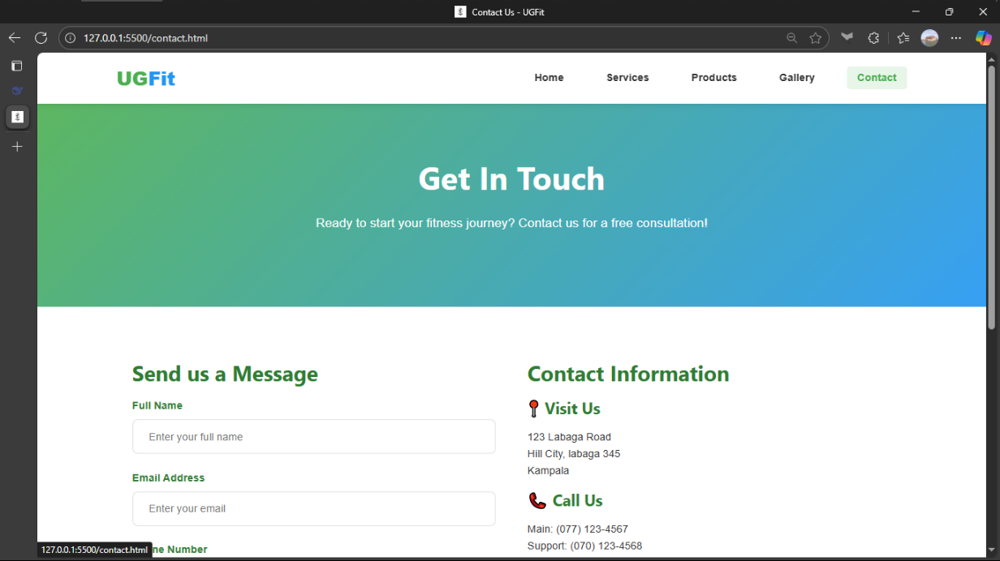 Contact Us - UGFit
127.0.0.1:5500/contact.html
UGFit
Home Services Products Gallery Contact
Get In Touch
Ready to start your fitness journey? Contact us for a free consultation!
Send us a Message
Full Name
Enter your full name
Email Address
Enter your email
Number
Contact Information
Visit Us
123 Labaga Road
Hill City, labaga 345
Kampala
Call Us
Main: (077) 123-4567
Support: (070) 123-4568
127.0.0.1:5500/contact.html